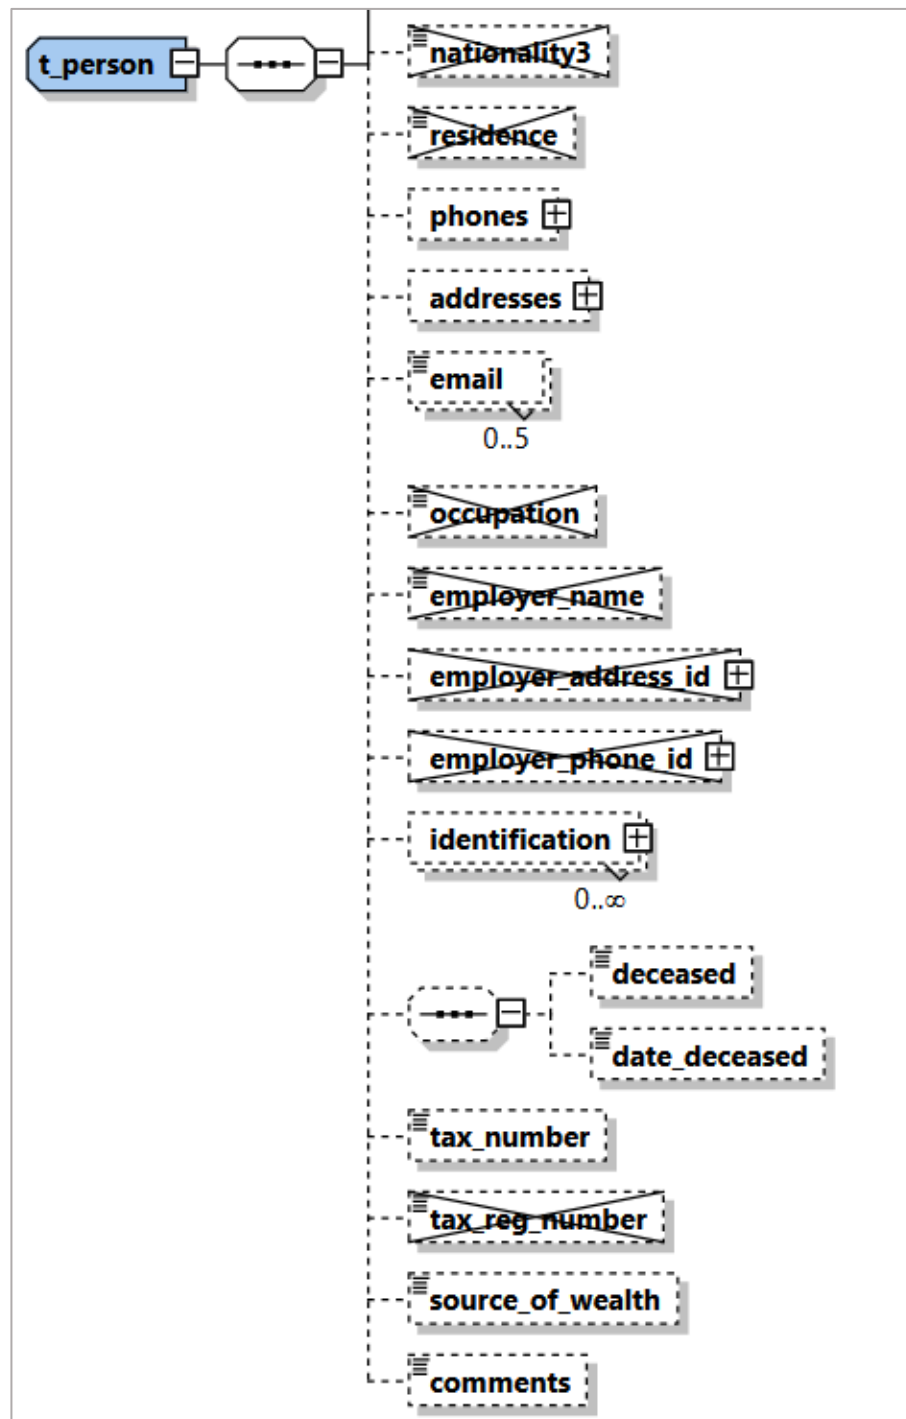 t_person
nationality3
residence
phones
addresses
email
0..5
occupation
employer_name
employer_address_id
employer_phone_id
identification
0..∞
deceased
date_deceased
tax_number
tax_reg_number
source_of_wealth
comments